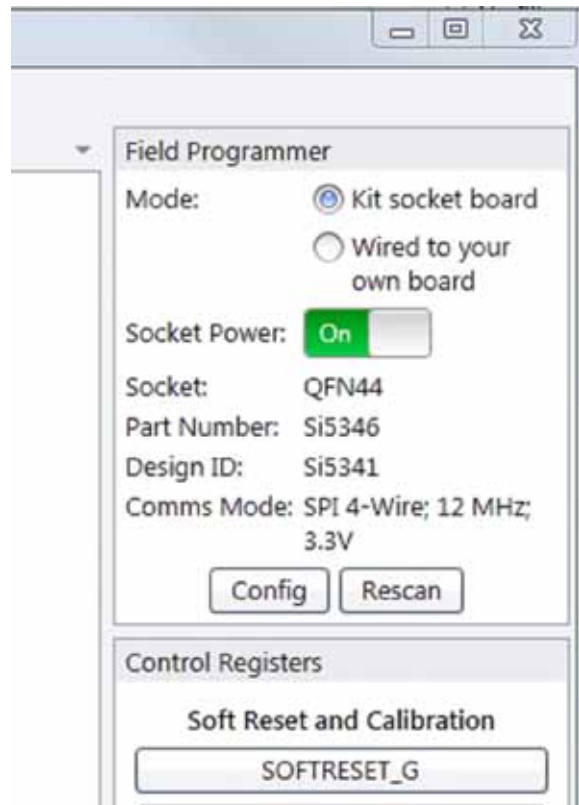 Field Programmer
Mode:
Kit socket board
Wired to your
own board
Socket Power:
On
Socket:
QFN44
Part Number:
Si5346
Design ID:
Si5341
Comms Mode:
SPI 4-Wire; 12 MHz;
3.3V
Config
Rescan
Control Registers
Soft Reset and Calibration
SOFTRESET_G